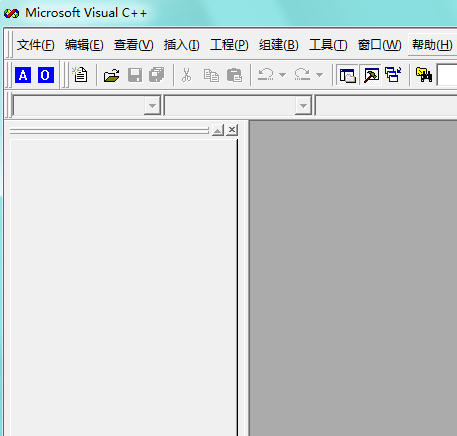 Microsoft Visual C++
文件(F) 编辑(E) 查看(V) 插入(I) 工程(P) 组建(B) 工具(T) 窗口(W) 帮助(H)
A O